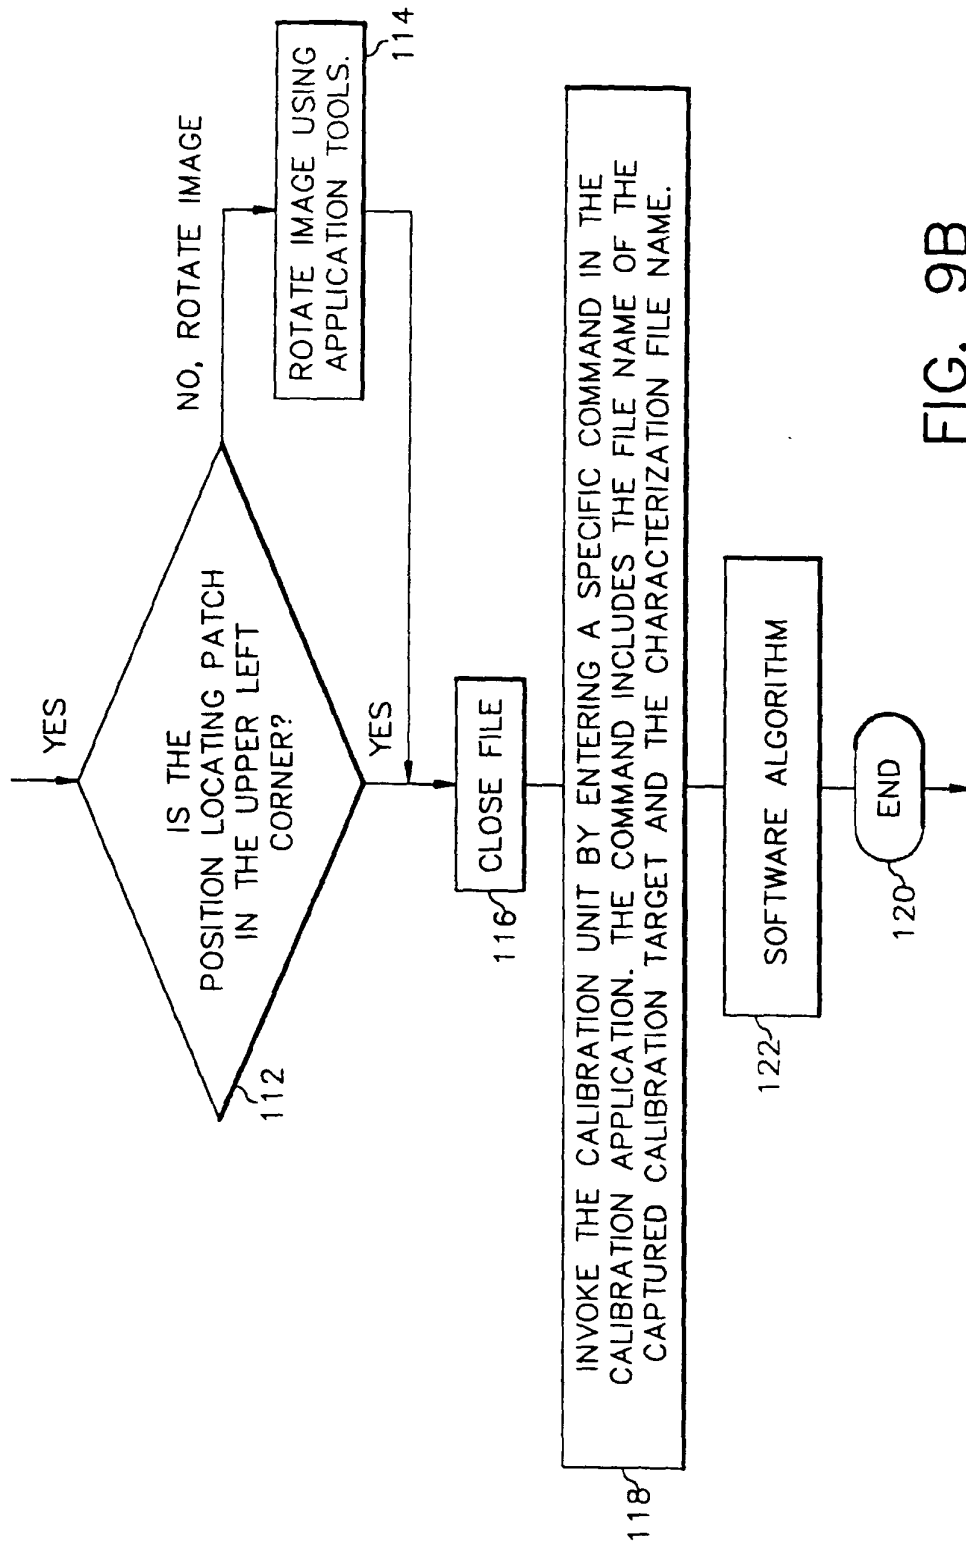 YES
IS THE
POSITION LOCATING PATCH
IN THE UPPER LEFT
CORNER?
112
NO, ROTATE IMAGE
ROTATE IMAGE USING
APPLICATION TOOLS.
114
YES
CLOSE FILE
116
INVOKE THE CALIBRATION UNIT BY ENTERING A SPECIFIC COMMAND IN THE
CALIBRATION APPLICATION. THE COMMAND INCLUDES THE FILE NAME OF THE
CAPTURED CALIBRATION TARGET AND THE CHARACTERIZATION FILE NAME.
118
SOFTWARE ALGORITHM
122
END
120
FIG. 9B